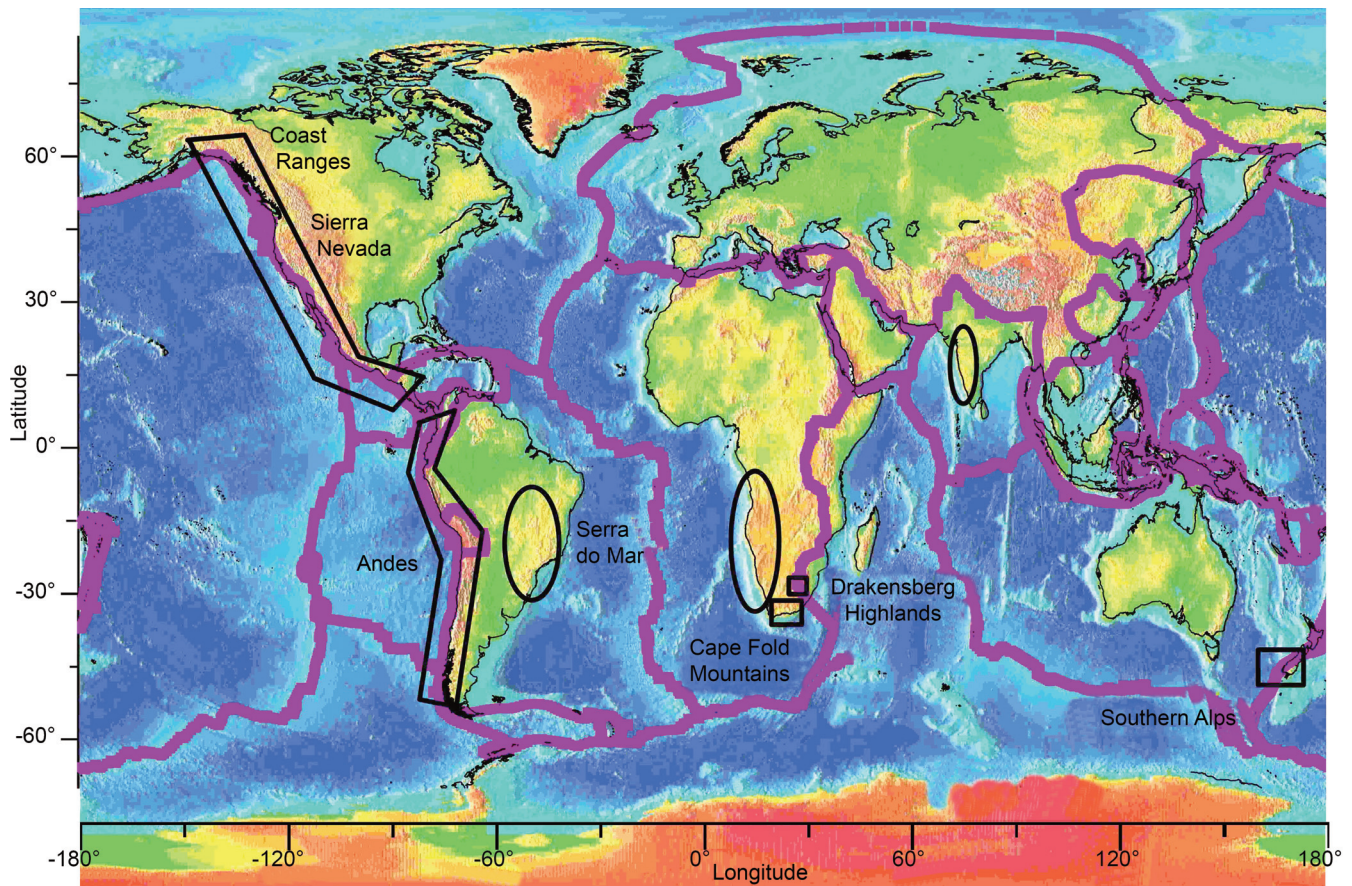 Coast
Ranges
60°
Sierra
Nevada
30°
Latitude
0°
Serra
do Mar
Andes
-30°
Drakensberg
Highlands
Cape Fold
Mountains
Southern Alps
-60°
-180°
-120°
-60°
0°
60°
120°
180°
Longitude